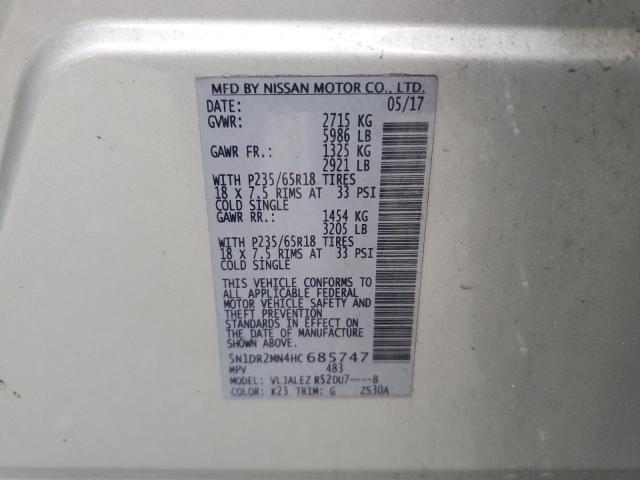 MFD BY NISSAN MOTOR CO., LTD.
DATE: 05/17
GVWR: 2715 KG
5986 LB
GAWR FR.: 1325 KG
2921 LB
WITH P235/65R18 TIRES
18 X 7.5 RIMS AT 33 PSI
COLD SINGLE
GAWR RR.: 1454 KG
3205 LB
WITH P235/65R18 TIRES
18 X 7.5 RIMS AT 33 PSI
COLD SINGLE
THIS VEHICLE CONFORMS TO
ALL APPLICABLE FEDERAL
MOTOR VEHICLE SAFETY AND
THEFT PREVENTION
STANDARDS IN EFFECT ON
THE DATE OF MANUFACTURE
SHOWN ABOVE.
5N1DR2MN4HC685747
MPV 483
MODEL: VLJALEZ R52DU7----B
COLOR: K23 TRIM: G ZS30A